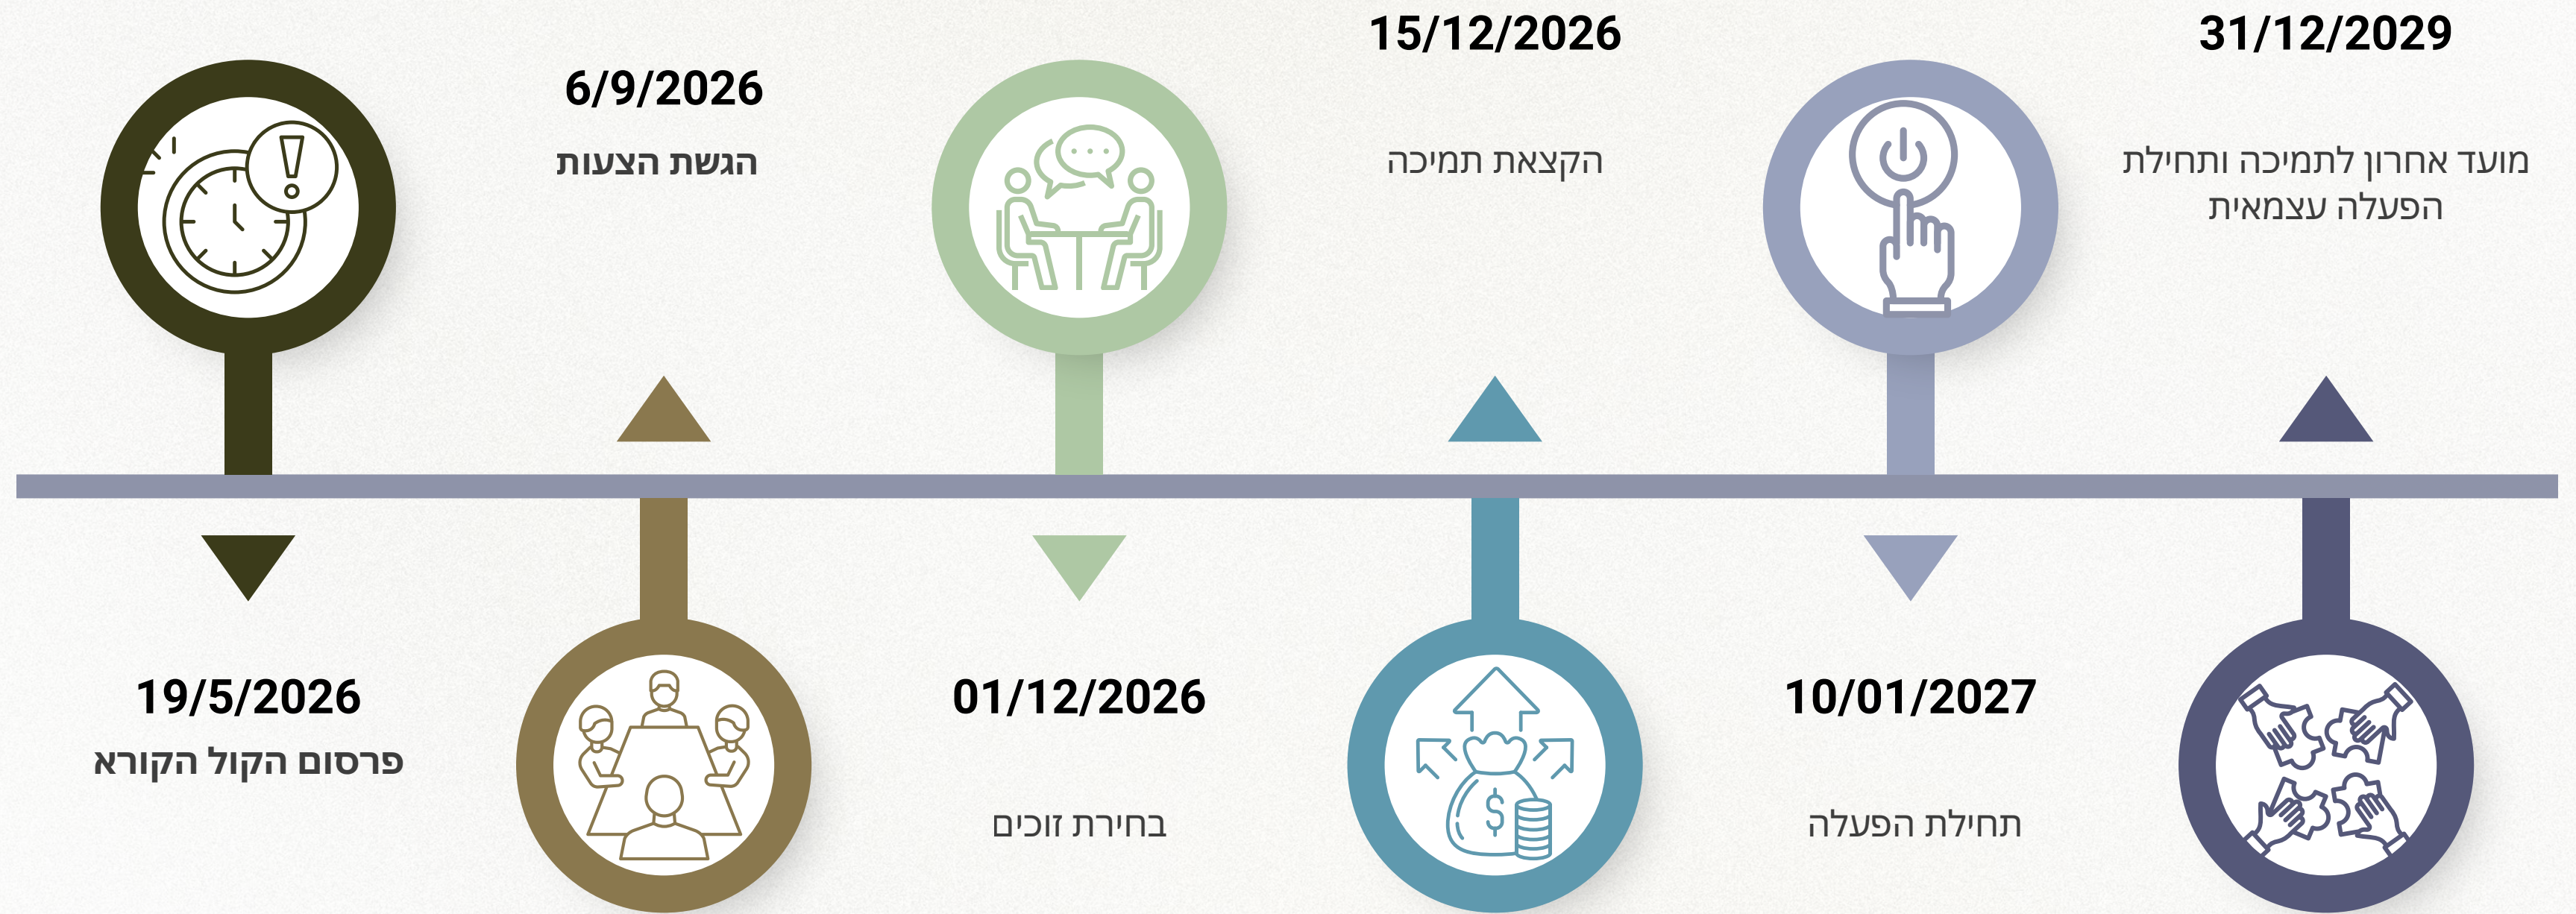 19/5/2026
פרסום הקול הקורא
6/9/2026
הגשת הצעות
01/12/2026
בחירת זוכים
15/12/2026
הקצאת תמיכה
10/01/2027
תחילת הפעלה
31/12/2029
מועד אחרון לתמיכה ותחילת
הפעלה עצמאית